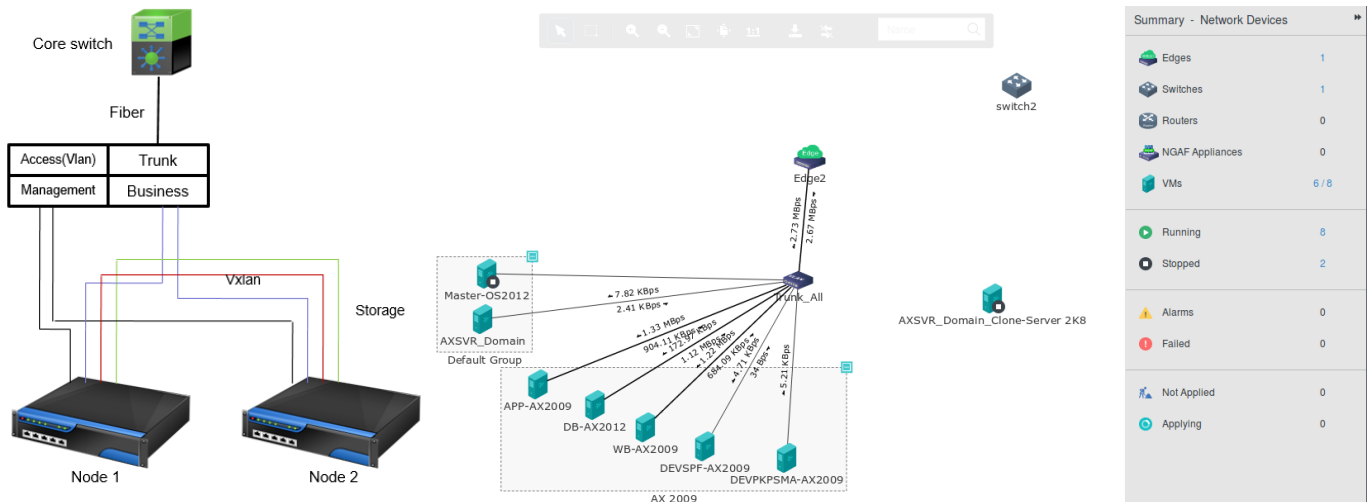 Core switch
Fiber
Access(Vlan)
Trunk
Management
Business
Vxlan
Storage
Node 1
Node 2
1:1
Name
switch2
Edge
Edge2
2.73 MBps
2.67 MBps
Trunk_All
Master-OS2012
AXSVR_Domain
Default Group
7.82 KBps
2.41 KBps
1.33 MBps
904.11 KBps
172.97 KBps
1.12 MBps
1.22 MBps
684.09 KBps
4.71 KBps
34 Bps
5.21 KBps
AXSVR_Domain_Clone-Server 2K8
APP-AX2009
DB-AX2012
WB-AX2009
DEVSPF-AX2009
DEVPKPSMA-AX2009
AX 2009
Summary - Network Devices
Edges 1
Switches 1
Routers 0
NGAF Appliances 0
VMs 6 / 8
Running 8
Stopped 2
Alarms 0
Failed 0
Not Applied 0
Applying 0